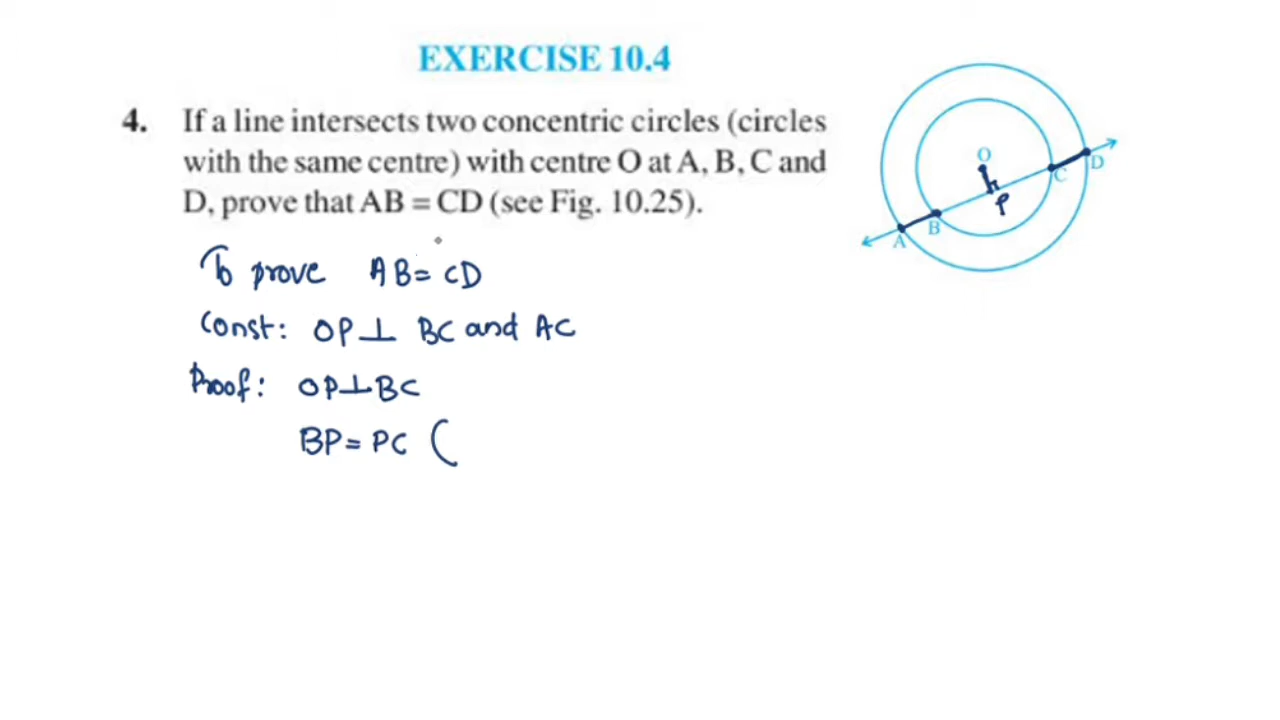 EXERCISE 10.4
4. If a line intersects two concentric circles (circles
with the same centre) with centre O at A, B, C and
D, prove that AB = CD (see Fig. 10.25).
O
P
A
B
C
D
To prove AB = CD
Const: OP ⊥ BC and AC
Proof: OP ⊥ BC
BP = PC (